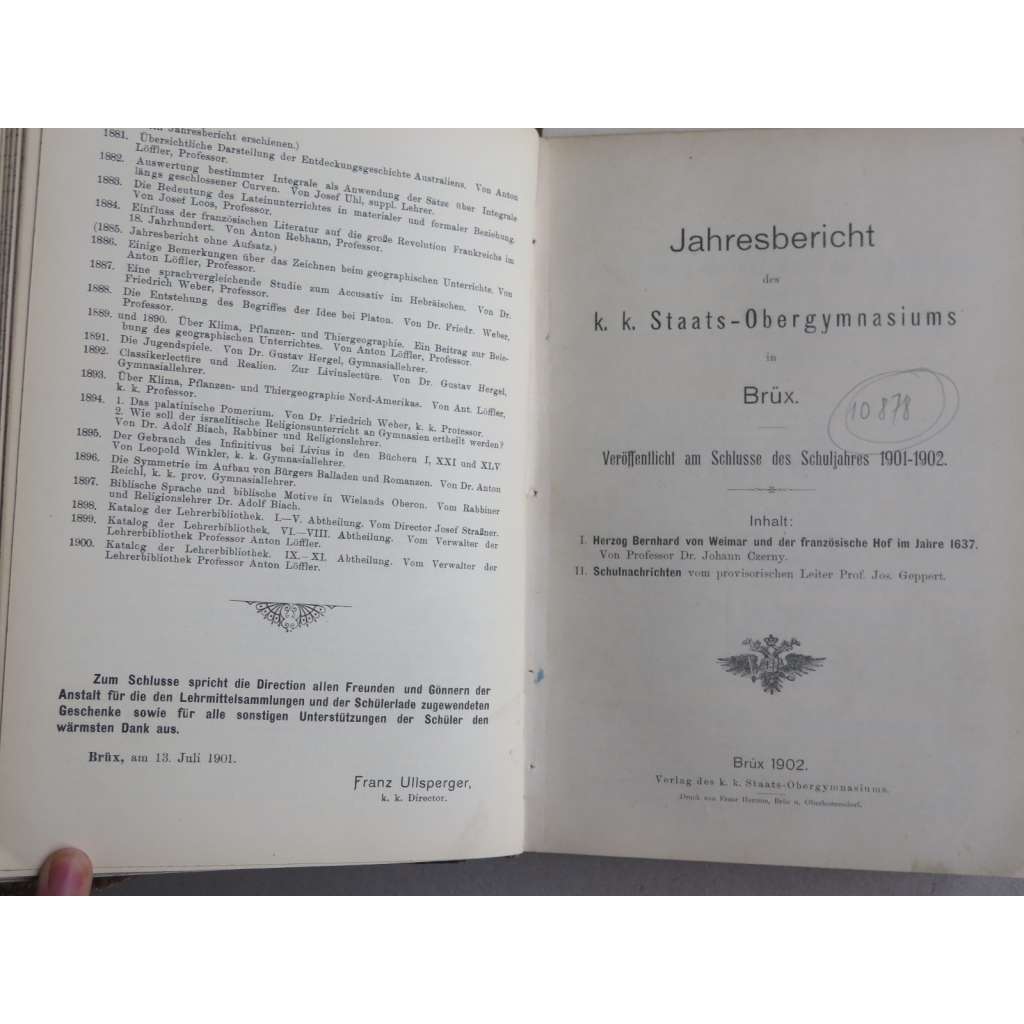 Jahresbericht erschienen.)
1881. Übersichtliche Darstellung der Entdeckungsgeschichte Australiens. Von Anton
Löffler, Professor.
1882. Auswertung bestimmter Integrale als Anwendung der Sätze über Integrale
längs geschlossener Curven. Von Josef Uhl, suppl. Lehrer.
1883. Die Bedeutung des Lateinunterrichtes in materialer und formaler Beziehung.
Von Josef Loos, Professor.
1884. Einfluss der französischen Literatur auf die große Revolution Frankreichs im
18. Jahrhundert. Von Anton Rebhann, Professor.
(1885. Jahresbericht ohne Aufsatz.)
1886. Einige Bemerkungen über das Zeichnen beim geographischen Unterrichte. Von
Anton Löffler, Professor.
1887. Eine sprachvergleichende Studie zum Accusativ im Hebräischen. Von Dr.
Friedrich Weber, Professor.
1888. Die Entstehung des Begriffes der Idee bei Platon. Von Dr. Friedr. Weber,
Professor.
1889. und 1890. Über Klima, Pflanzen- und Thiergeographie. Ein Beitrag zur Bele-
bung des geographischen Unterrichtes. Von Anton Löffler, Professor.
1891. Die Jugendspiele. Von Dr. Gustav Hergel, Gymnasiallehrer.
1892. Classikerlectüre und Realien. Zur Liviuslectüre. Von Dr. Gustav Hergel,
Gymnasiallehrer.
1893. Über Klima, Pflanzen- und Thiergeographie Nord-Amerikas. Von Ant. Löffler,
k. k. Professor.
1894. 1. Das palatinische Pomerium. Von Dr. Friedrich Weber, k. k. Professor.
2. Wie soll der israelitische Religionsunterricht an Gymnasien ertheilt werden?
Von Dr. Adolf Biach, Rabbiner und Religionslehrer.
1895. Der Gebrauch des Infinitivus bei Livius in den Büchern I, XXI und XLV
Von Leopold Winkler, k. k. Gymnasiallehrer.
1896. Die Symmetrie im Aufbau von Bürgers Balladen und Romanzen. Von Dr. Anton
Reichl, k. k. prov. Gymnasiallehrer.
1897. Biblische Sprache und biblische Motive in Wielands Oberon. Vom Rabbiner
und Religionslehrer Dr. Adolf Biach.
1898. Katalog der Lehrerbibliothek. I.—V. Abtheilung. Vom Director Josef Straßner.
1899. Katalog der Lehrerbibliothek. VI.—VIII. Abtheilung. Vom Verwalter der
Lehrerbibliothek Professor Anton Löffler.
1900. Katalog der Lehrerbibliothek. IX.—XI. Abtheilung. Vom Verwalter der
Lehrerbibliothek Professor Anton Löffler.
Zum Schlusse spricht die Direction allen Freunden und Gönnern der
Anstalt für die den Lehrmittelsammlungen und der Schülerlade zugewendeten
Geschenke sowie für alle sonstigen Unterstützungen der Schüler den
wärmsten Dank aus.
Brüx, am 13. Juli 1901.
Franz Ullsperger,
k. k. Director.
Jahresbericht
des
k. k. Staats-Obergymnasiums
in
Brüx.
10 878
Veröffentlicht am Schlusse des Schuljahres 1901-1902.
Inhalt:
I. Herzog Bernhard von Weimar und der französische Hof im Jahre 1637.
Von Professor Dr. Johann Czerny.
II. Schulnachrichten vom provisorischen Leiter Prof. Jos. Geppert.
Brüx 1902.
Verlag des k. k. Staats-Obergymnasiums.
Druck von Franz Brüx u.